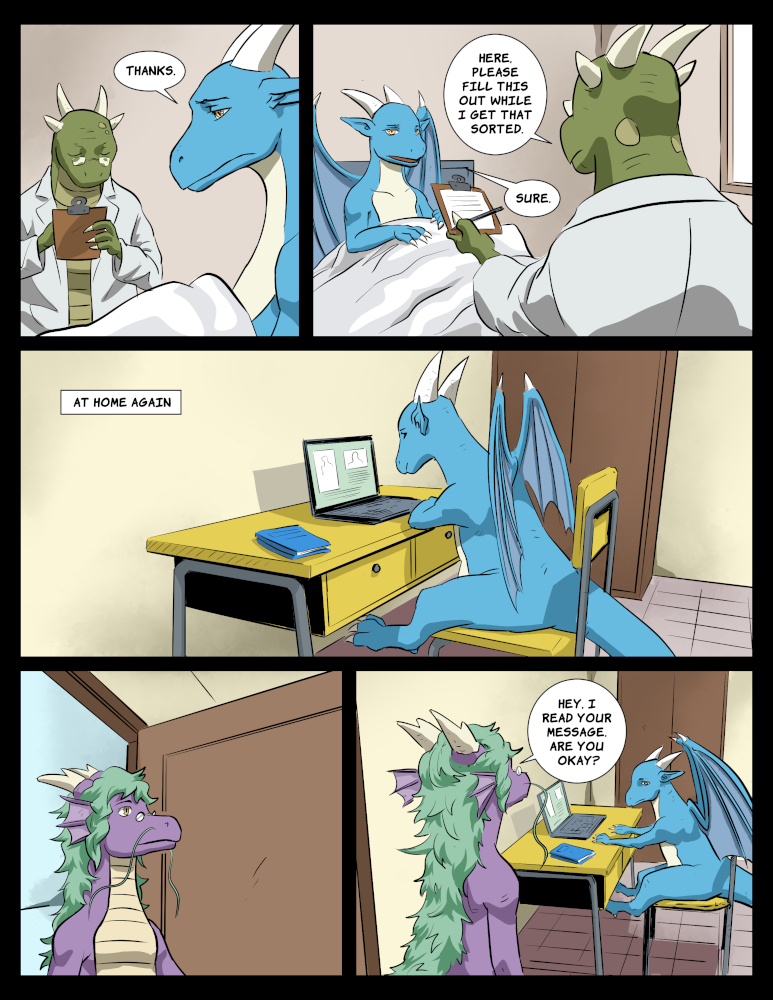 THANKS.
HERE.
PLEASE
FILL THIS
OUT WHILE
I GET THAT
SORTED.
SURE.
AT HOME AGAIN
HEY. I
READ YOUR
MESSAGE.
ARE YOU
OKAY?